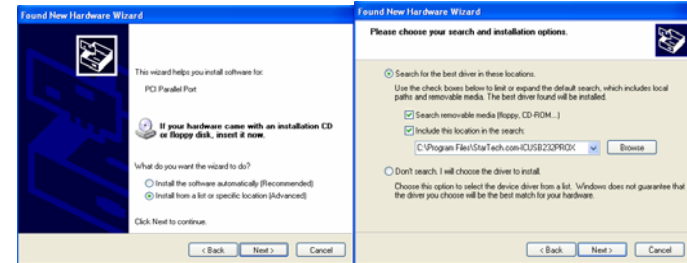 Found New Hardware Wizard
This wizard helps you install software for:
PCI Parallel Port
If your hardware came with an installation CD
or floppy disk, insert it now.
What do you want the wizard to do?
Install the software automatically (Recommended)
Install from a list or specific location (Advanced)
Click Next to continue.
< Back
Next >
Cancel
Found New Hardware Wizard
Please choose your search and installation options.
Search for the best driver in these locations.
Use the check boxes below to limit or expand the default search, which includes local
paths and removable media. The best driver found will be installed.
Search removable media (floppy, CD-ROM...)
Include this location in the search:
C:\Program Files\StarTech.com-ICUSB232PROX
Browse
Don't search. I will choose the driver to install.
Choose this option to select the device driver from a list. Windows does not guarantee that
the driver you choose will be the best match for your hardware.
< Back
Next >
Cancel